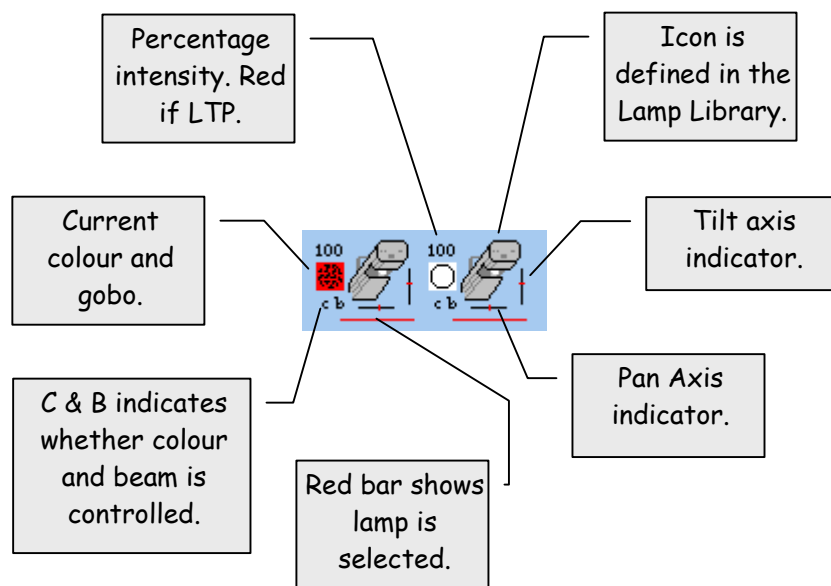 Percentage
intensity. Red
if LTP.
Icon is
defined in the
Lamp Library.
Current
colour and
gobo.
Tilt axis
indicator.
100
100
c b
c b
C & B indicates
whether colour
and beam is
controlled.
Pan Axis
indicator.
Red bar shows
lamp is
selected.